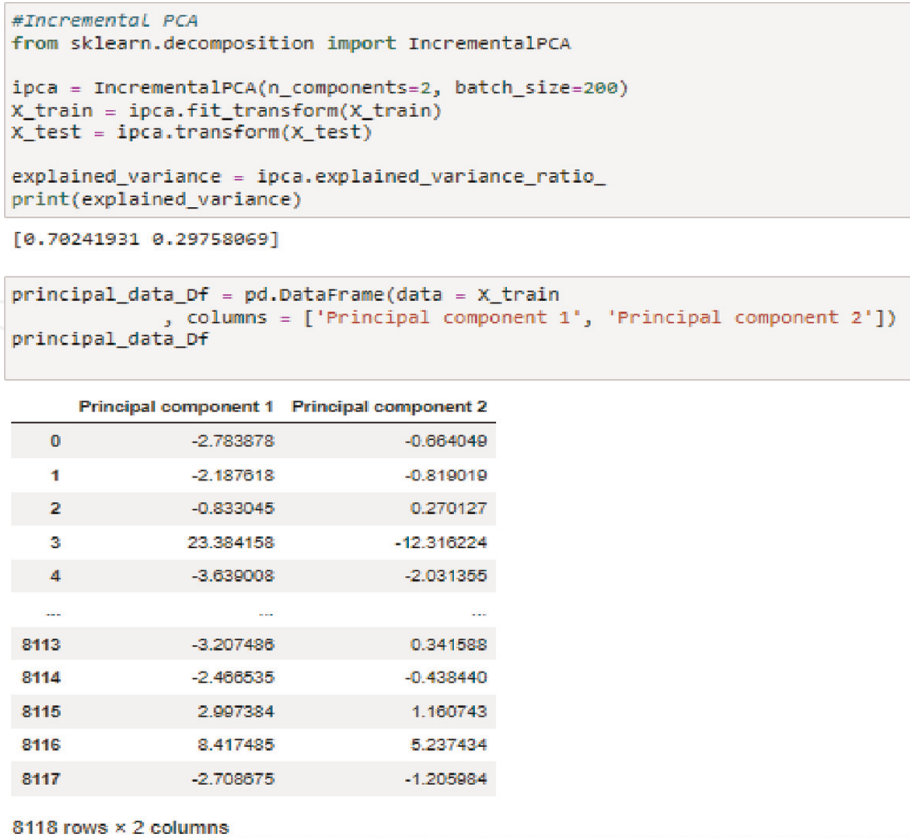 #Incremental PCA
from sklearn.decomposition import IncrementalPCA
ipca = IncrementalPCA(n_components=2, batch_size=200)
X_train = ipca.fit_transform(X_train)
X_test = ipca.transform(X_test)
explained_variance = ipca.explained_variance_ratio_
print(explained_variance)
[0.70241931 0.29758069]
principal_data_Df = pd.DataFrame(data = X_train
, columns = ['Principal component 1', 'Principal component 2'])
principal_data_Df
Principal component 1 Principal component 2
0 -2.783878 -0.664049
1 -2.187618 -0.819019
2 -0.833045 0.270127
3 23.384158 -12.316224
4 -3.639008 -2.031355
... ... ...
8113 -3.207486 0.341588
8114 -2.466535 -0.438440
8115 2.997384 1.160743
8116 8.417485 5.237434
8117 -2.708675 -1.205984
8118 rows × 2 columns